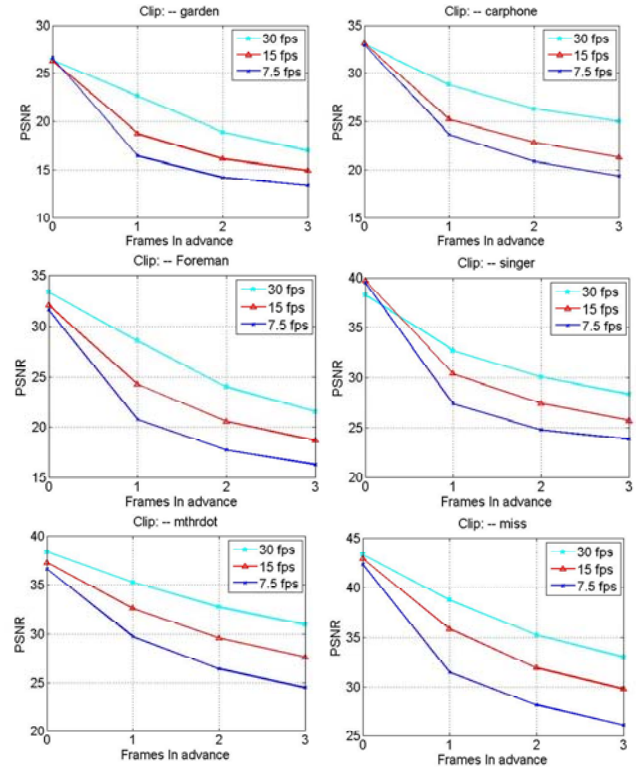 Clip: -- garden
30
25
20
15
10
PSNR
30 fps
15 fps
7.5 fps
0 1 2 3
Frames In advance
Clip: -- carphone
35
30
25
20
15
PSNR
30 fps
15 fps
7.5 fps
0 1 2 3
Frames In advance
Clip: -- Foreman
35
30
25
20
15
PSNR
30 fps
15 fps
7.5 fps
0 1 2 3
Frames In advance
Clip: -- singer
40
35
30
25
20
PSNR
30 fps
15 fps
7.5 fps
0 1 2 3
Frames In advance
Clip: -- mthrdot
40
35
30
25
20
PSNR
30 fps
15 fps
7.5 fps
0 1 2 3
Frames In advance
Clip: -- miss
45
40
35
30
25
PSNR
30 fps
15 fps
7.5 fps
0 1 2 3
Frames In advance